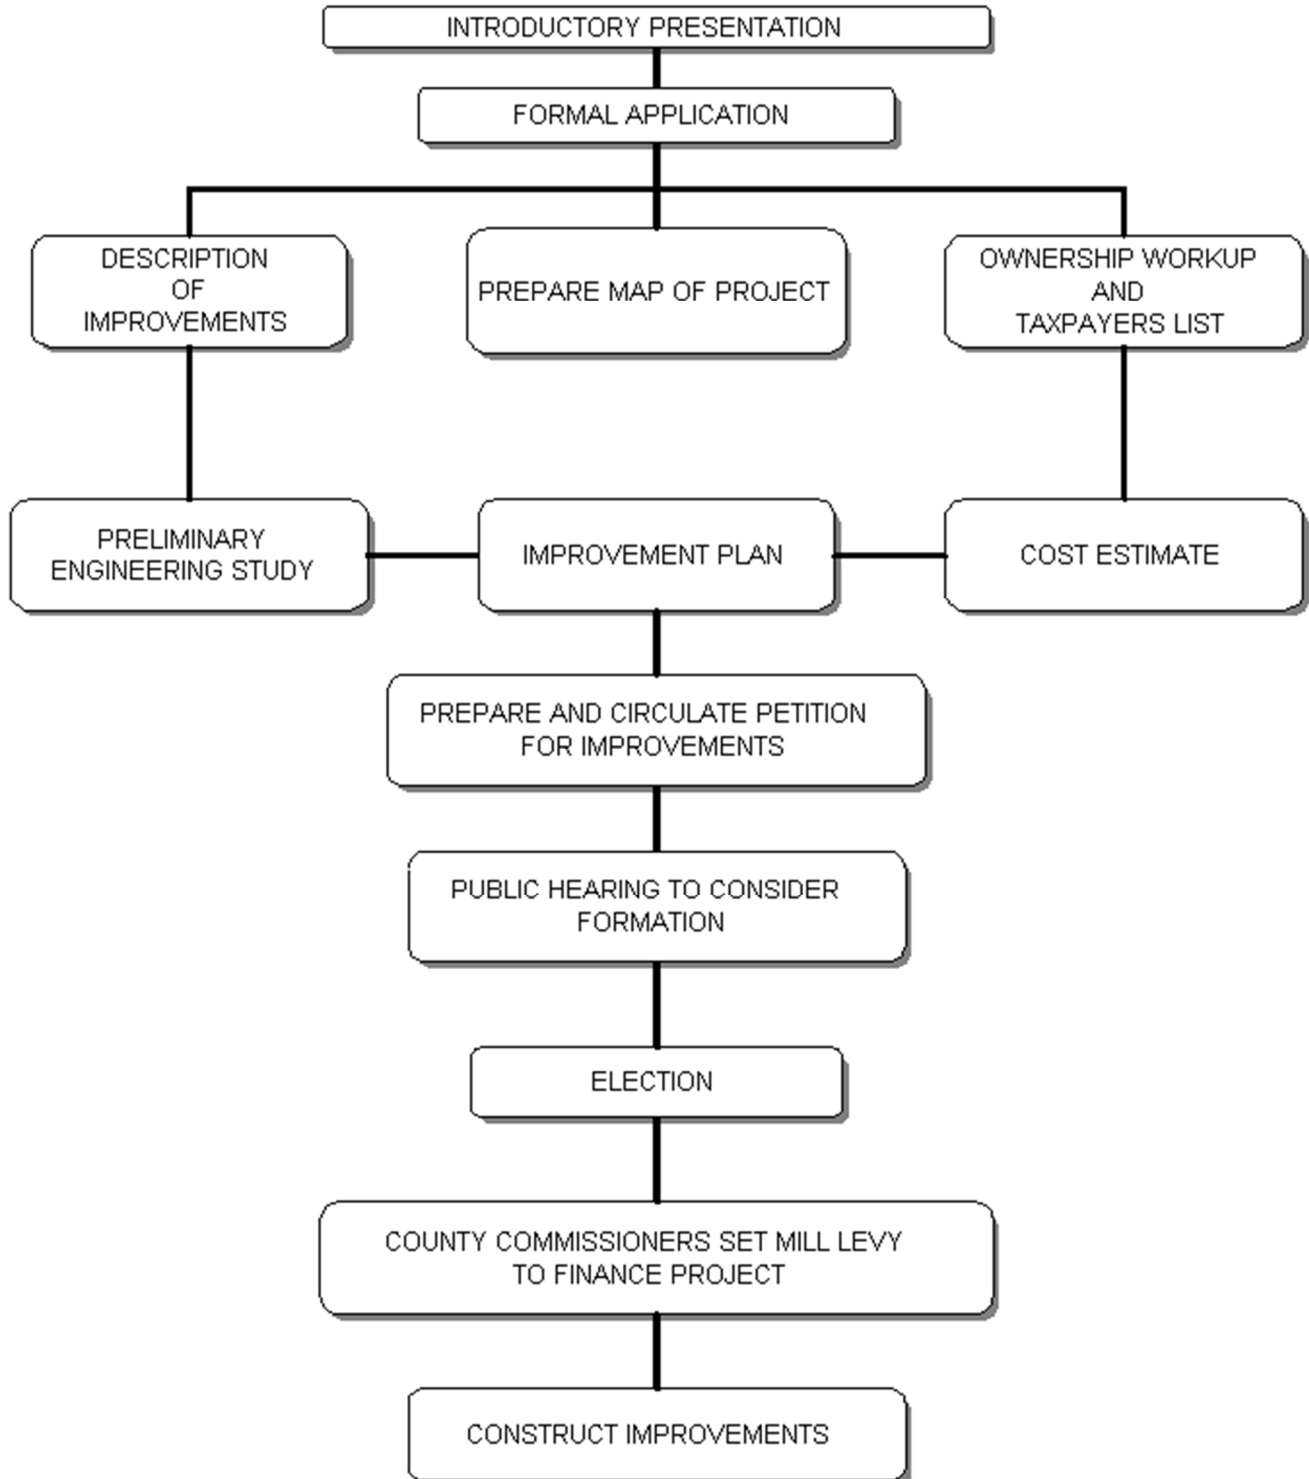 INTRODUCTORY PRESENTATION
FORMAL APPLICATION
DESCRIPTION
OF
IMPROVEMENTS
PREPARE MAP OF PROJECT
OWNERSHIP WORKUP
AND
TAXPAYERS LIST
PRELIMINARY
ENGINEERING STUDY
IMPROVEMENT PLAN
COST ESTIMATE
PREPARE AND CIRCULATE PETITION
FOR IMPROVEMENTS
PUBLIC HEARING TO CONSIDER
FORMATION
ELECTION
COUNTY COMMISSIONERS SET MILL LEVY
TO FINANCE PROJECT
CONSTRUCT IMPROVEMENTS